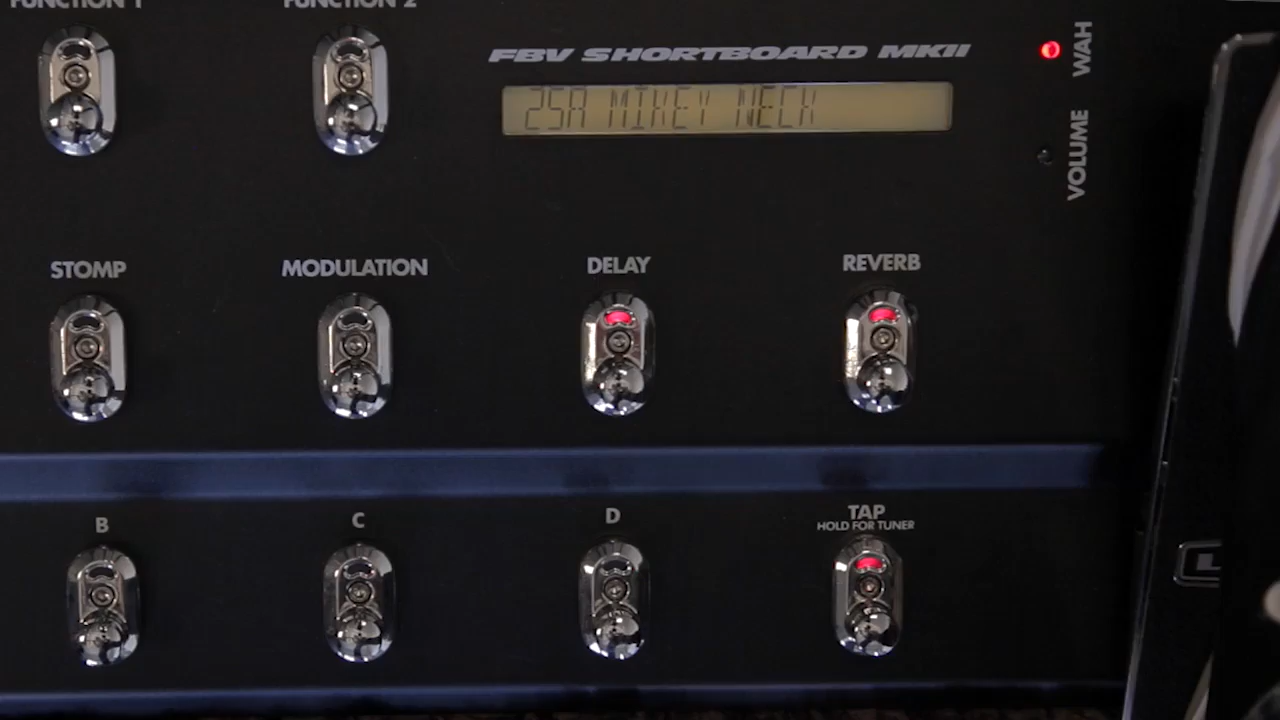 FUNCTION 1
FUNCTION 2
FBV SHORTBOARD MKII
WAH
25A MIKEY NECK
VOLUME
STOMP
MODULATION
DELAY
REVERB
B
C
D
TAP
HOLD FOR TUNER
L